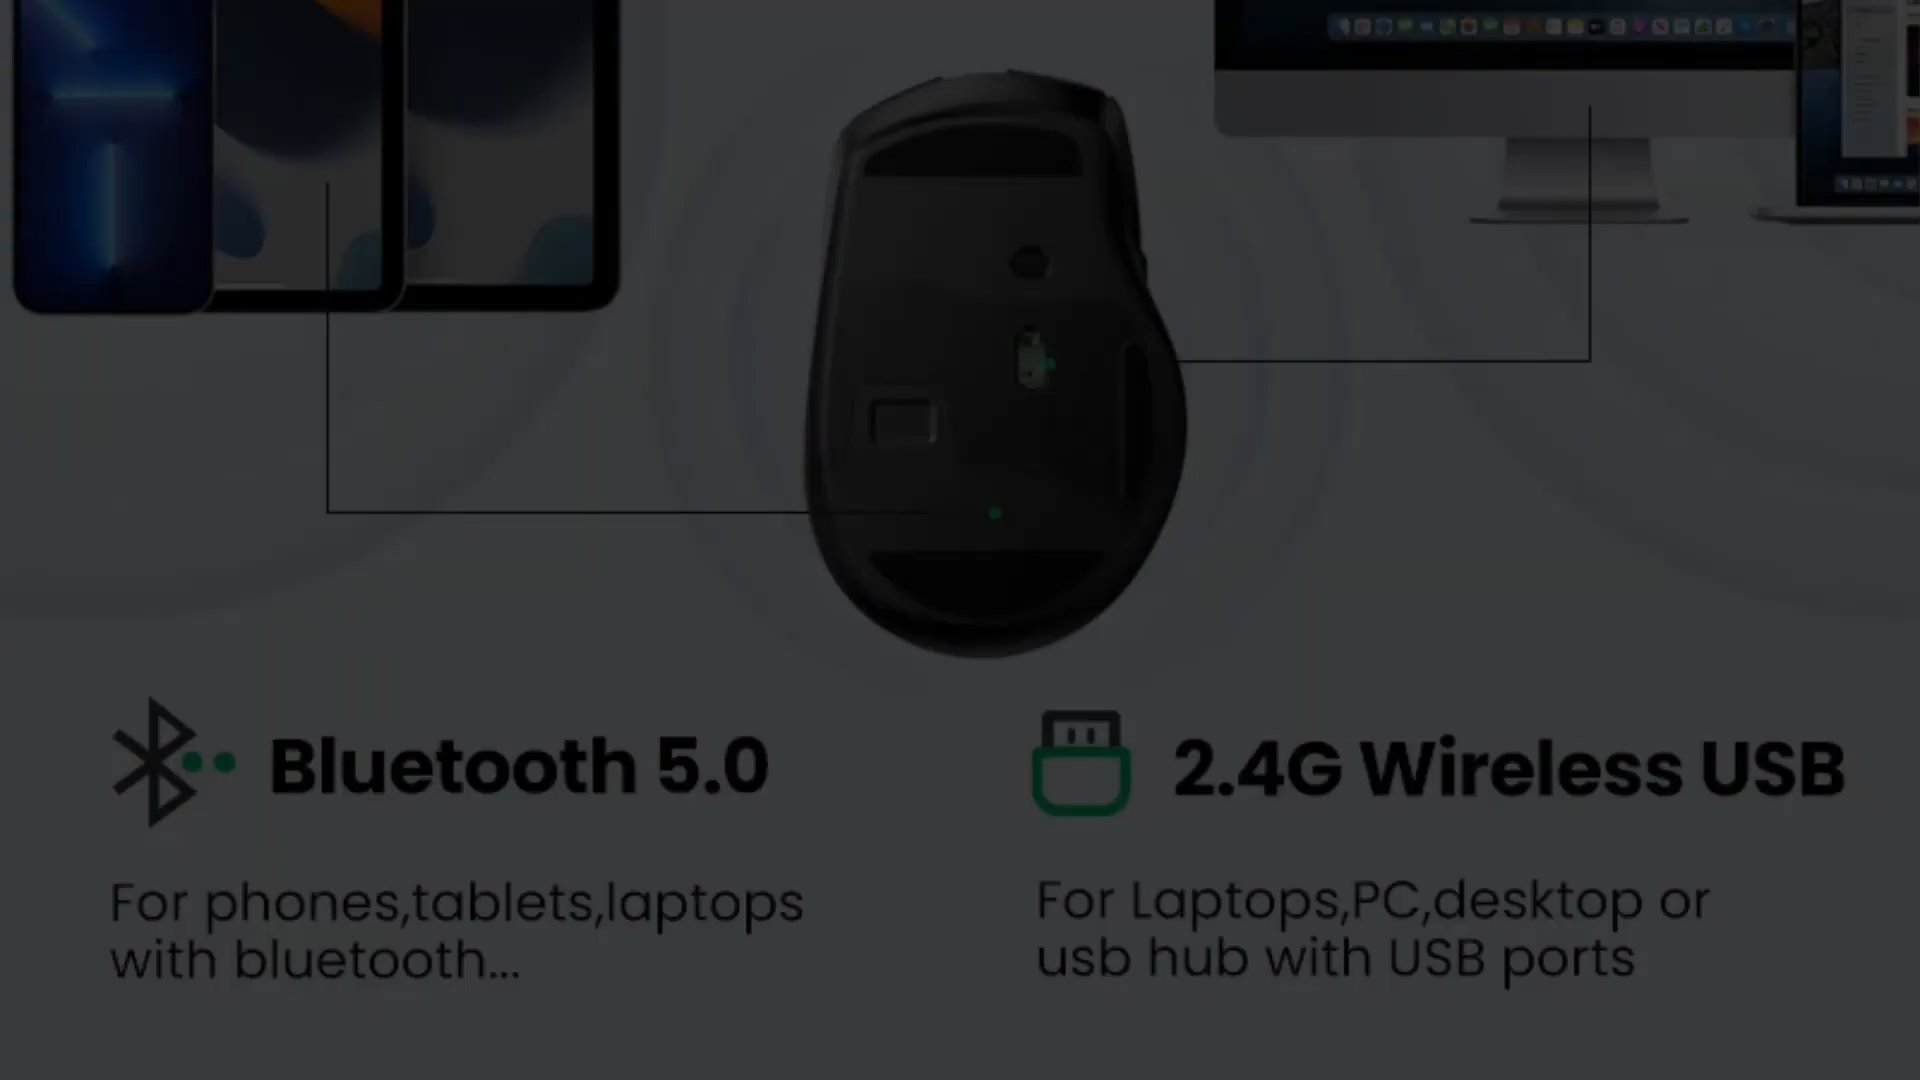 Bluetooth 5.0
For phones,tablets,laptops
with bluetooth...
2.4G Wireless USB
For Laptops,PC,desktop or
usb hub with USB ports